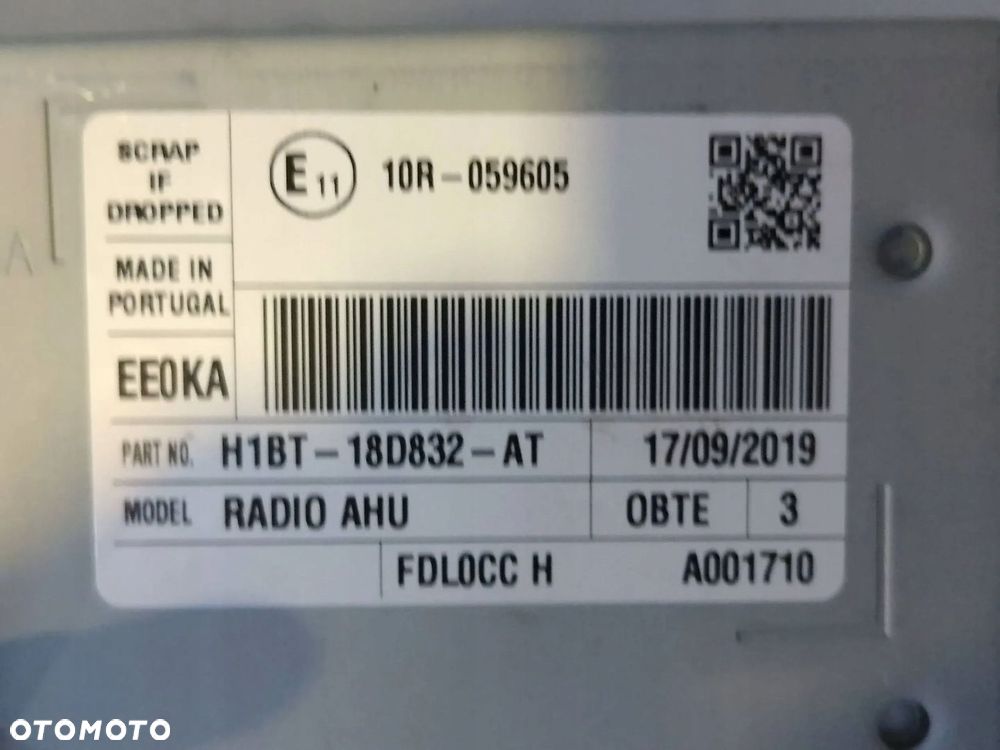 SCRAP
IF
DROPPED
E 11
10R-059605
MADE IN
PORTUGAL
EE0KA
PART NO. H1BT-18D832-AT 17/09/2019
MODEL RADIO AHU OBTE 3
FDL0CC H A001710
OTOMOTO